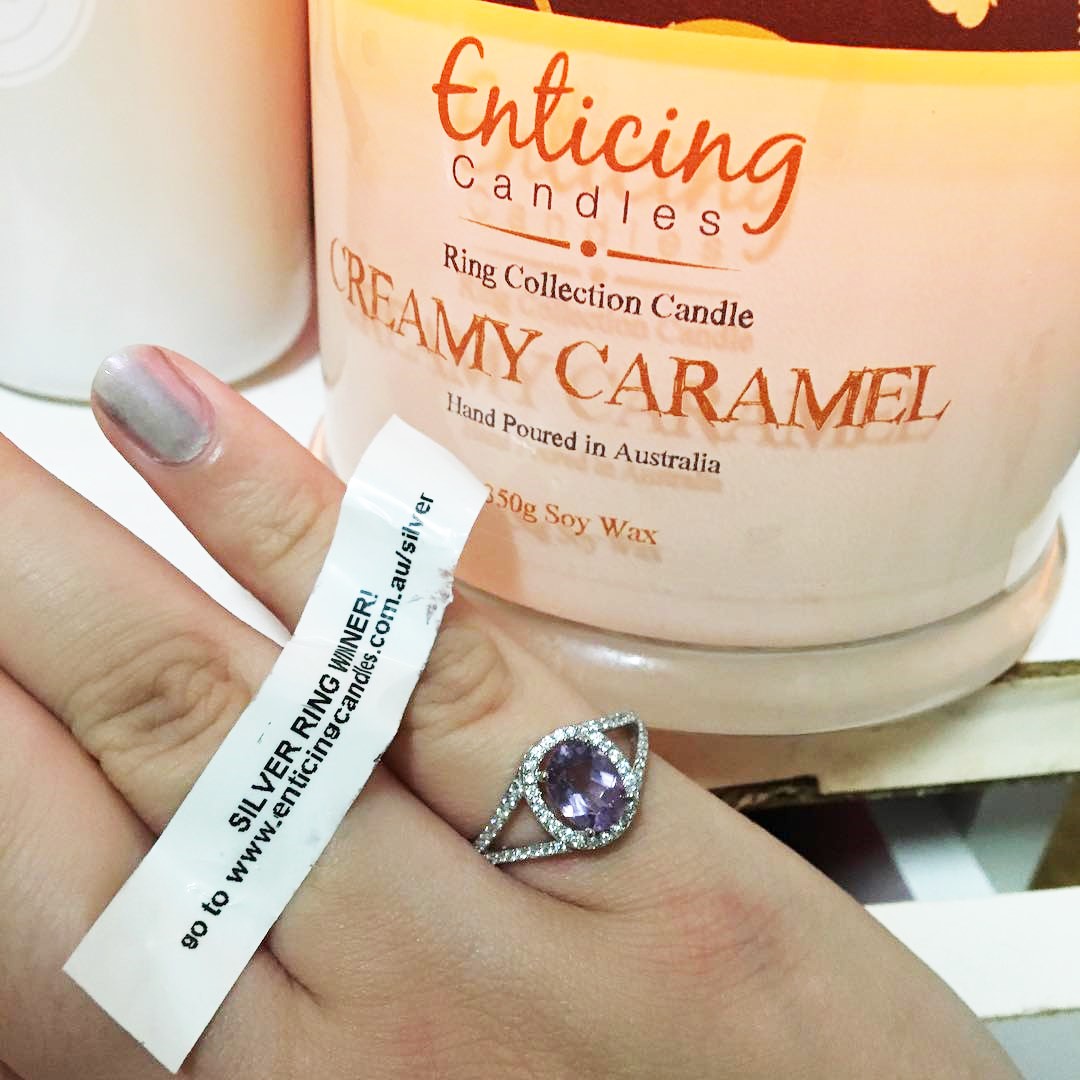 Enticing
Candles
Ring Collection Candle
CREAMY CARAMEL
Hand Poured in Australia
350g Soy Wax
SILVER RING WINNER!
go to www.enticingcandles.com.au/silver